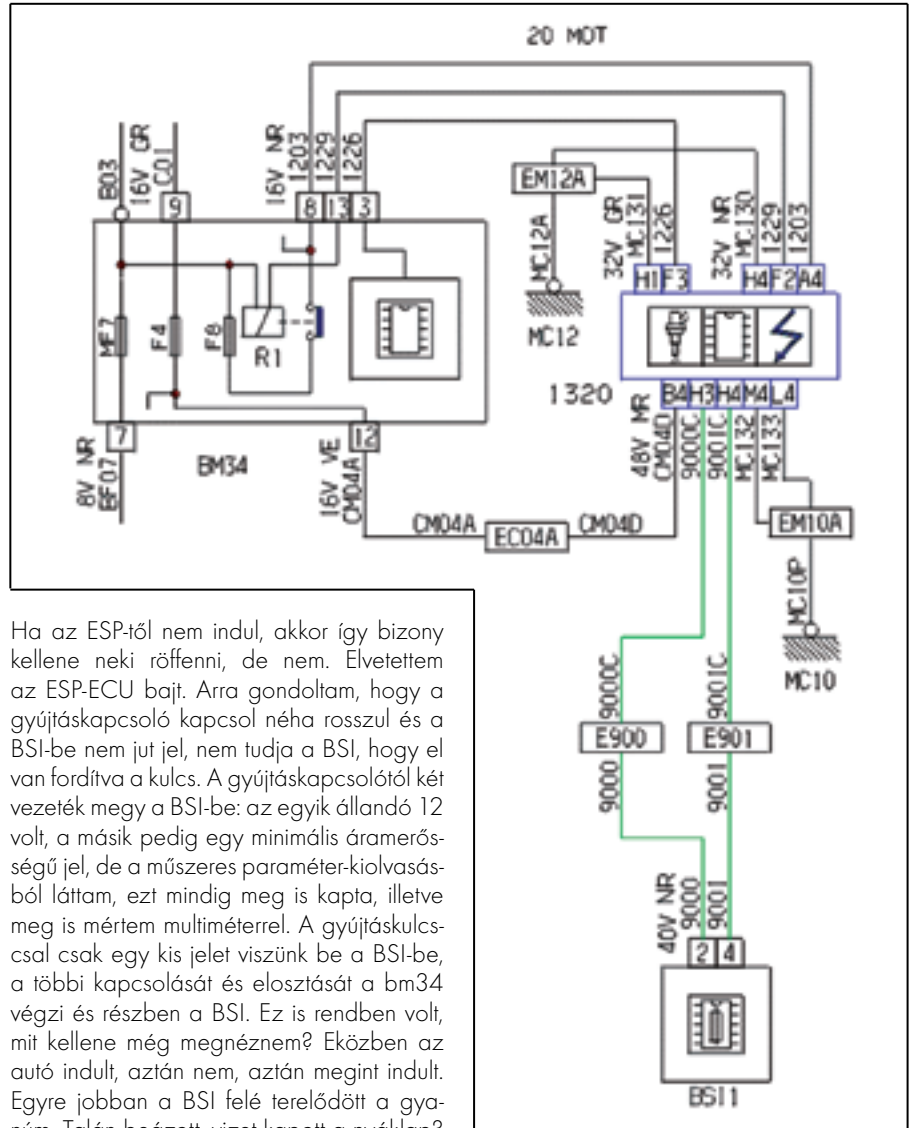 20 MOT
B03
16V GR
C01
16V NR
1203
1229
1226
9
8 13 3
MF7
F4
F8
R1
7
12
BM34
8V NR
BF07
16V VE
CM04A
CM04A
EC04A
CM04D
EM12A
MC12A
MC12
32V GR
MC131
1226
32V NR
MC130
1229
1203
H1 F3
H4 F2 A4
1320
B4 H3 H4 M4 L4
48V MR
CM04D
9000C
9001C
MC132
MC133
EM10A
MC10P
MC10
9000C
9001C
E900
E901
9000
9001
40V NR
9000
9001
2 4
BSI1
Ha az ESP-től nem indul, akkor így bizony
kellene neki röffenni, de nem. Elvetettem
az ESP-ECU bajt. Arra gondoltam, hogy a
gyújtáskapcsoló kapcsol néha rosszul és a
BSI-be nem jut jel, nem tudja a BSI, hogy el
van fordítva a kulcs. A gyújtáskapcsolótól két
vezeték megy a BSI-be: az egyik állandó 12
volt, a másik pedig egy minimális áramerős-
ségű jel, de a műszeres paraméter-kiolvasás-
ból láttam, ezt mindig meg is kapta, illetve
meg is mértem multiméterrel. A gyújtáskulcs-
csal csak egy kis jelet viszünk be a BSI-be,
a többi kapcsolását és elosztását a bm34
végzi és részben a BSI. Ez is rendben volt,
mit kellene még megnéznem? Eközben az
autó indult, aztán nem, aztán megint indult.
Egyre jobban a BSI felé terelődött a gya-